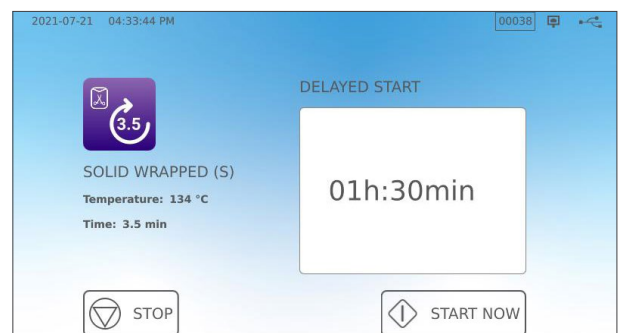 2021-07-21 04:33:44 PM 00038
3.5
DELAYED START
SOLID WRAPPED (S)
Temperature: 134 °C
Time: 3.5 min
01h:30min
STOP
START NOW